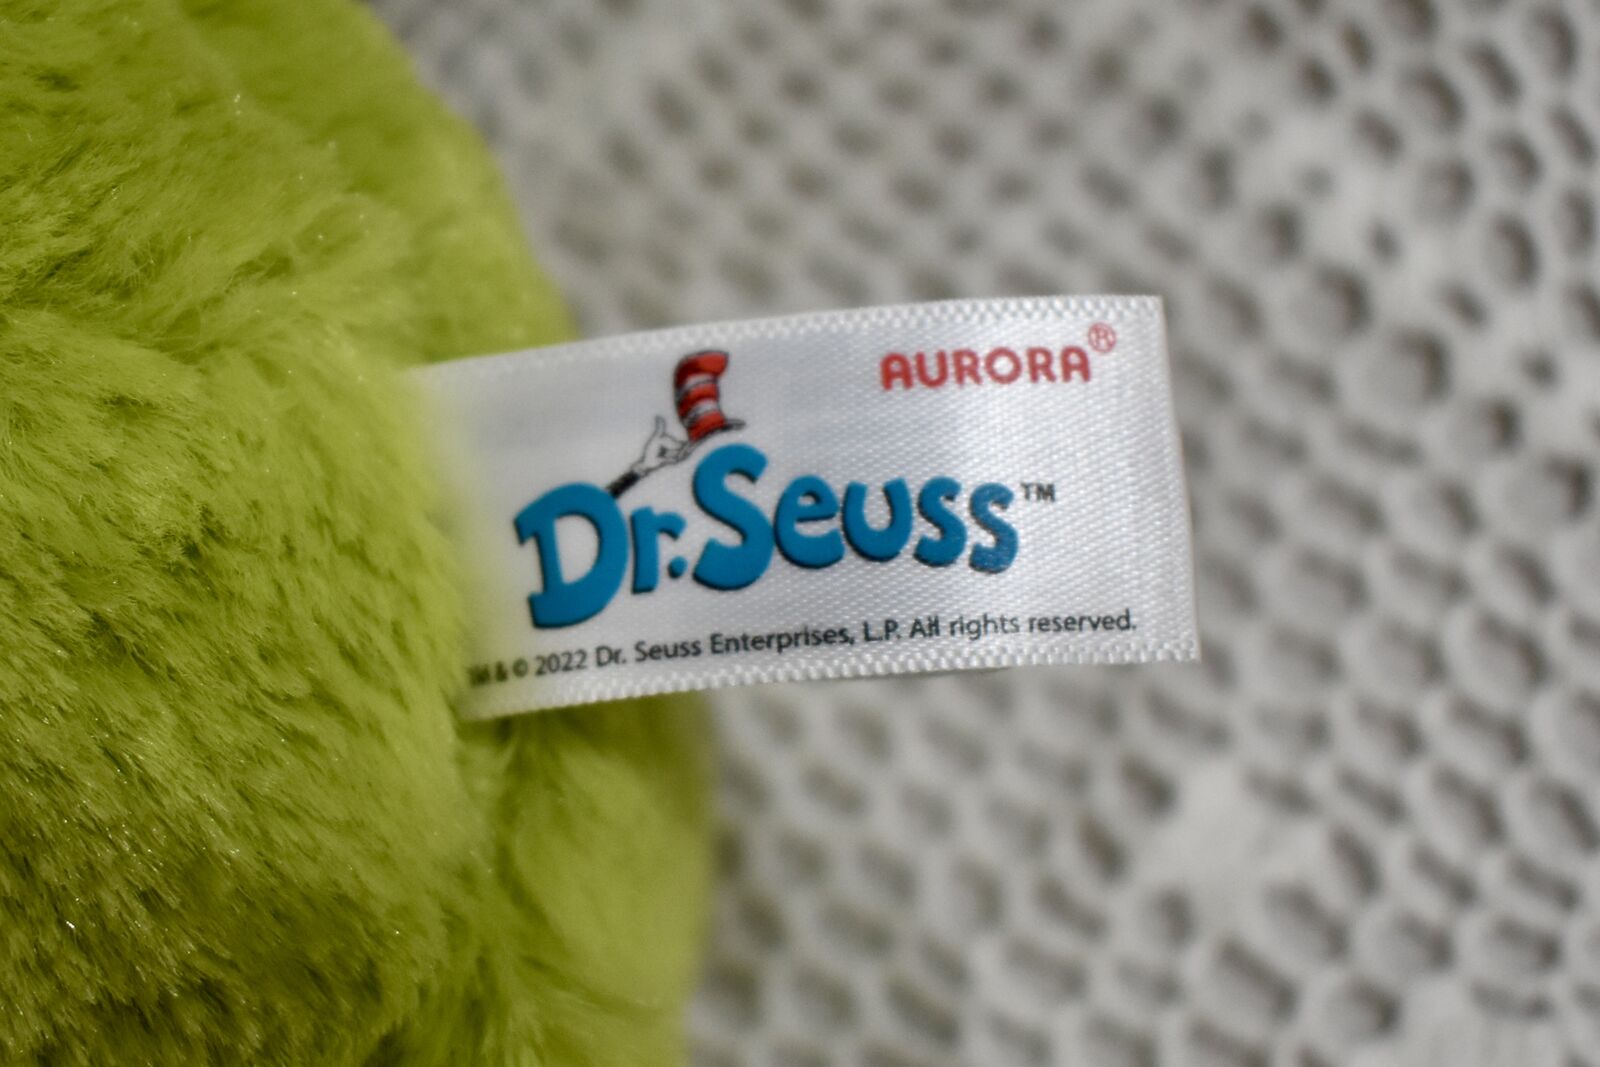 AURORA®
Dr. Seuss™
TM & © 2022 Dr. Seuss Enterprises, L.P. All rights reserved.